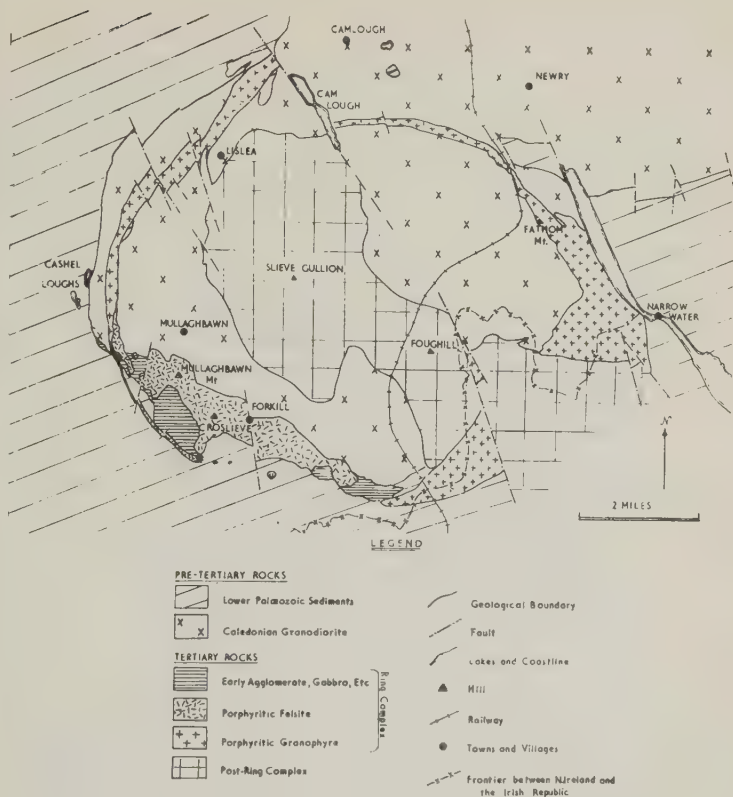 CAMLOUGH
NEWRY
CAM
LOUGH
LISLEA
FATHOM
Mt.
SLIEVE GULLION
CASHEL
LOUGHS
NARROW
WATER
MULLAGHBAWN
FOUGHILL
MULLAGHBAWN
Mt
FORKILL
CROSLIEVE
N
2 MILES
LEGEND
PRE-TERTIARY ROCKS
Lower Palæozoic Sediments
Caledonian Granodiorite
TERTIARY ROCKS
Early Agglomerate, Gabbro, Etc
Porphyritic Felsite
Porphyritic Granophyre
Ring Complex
Post-Ring Complex
Geological Boundary
Fault
Lakes and Coastline
Hill
Railway
Towns and Villages
Frontier between N.Ireland and
the Irish Republic